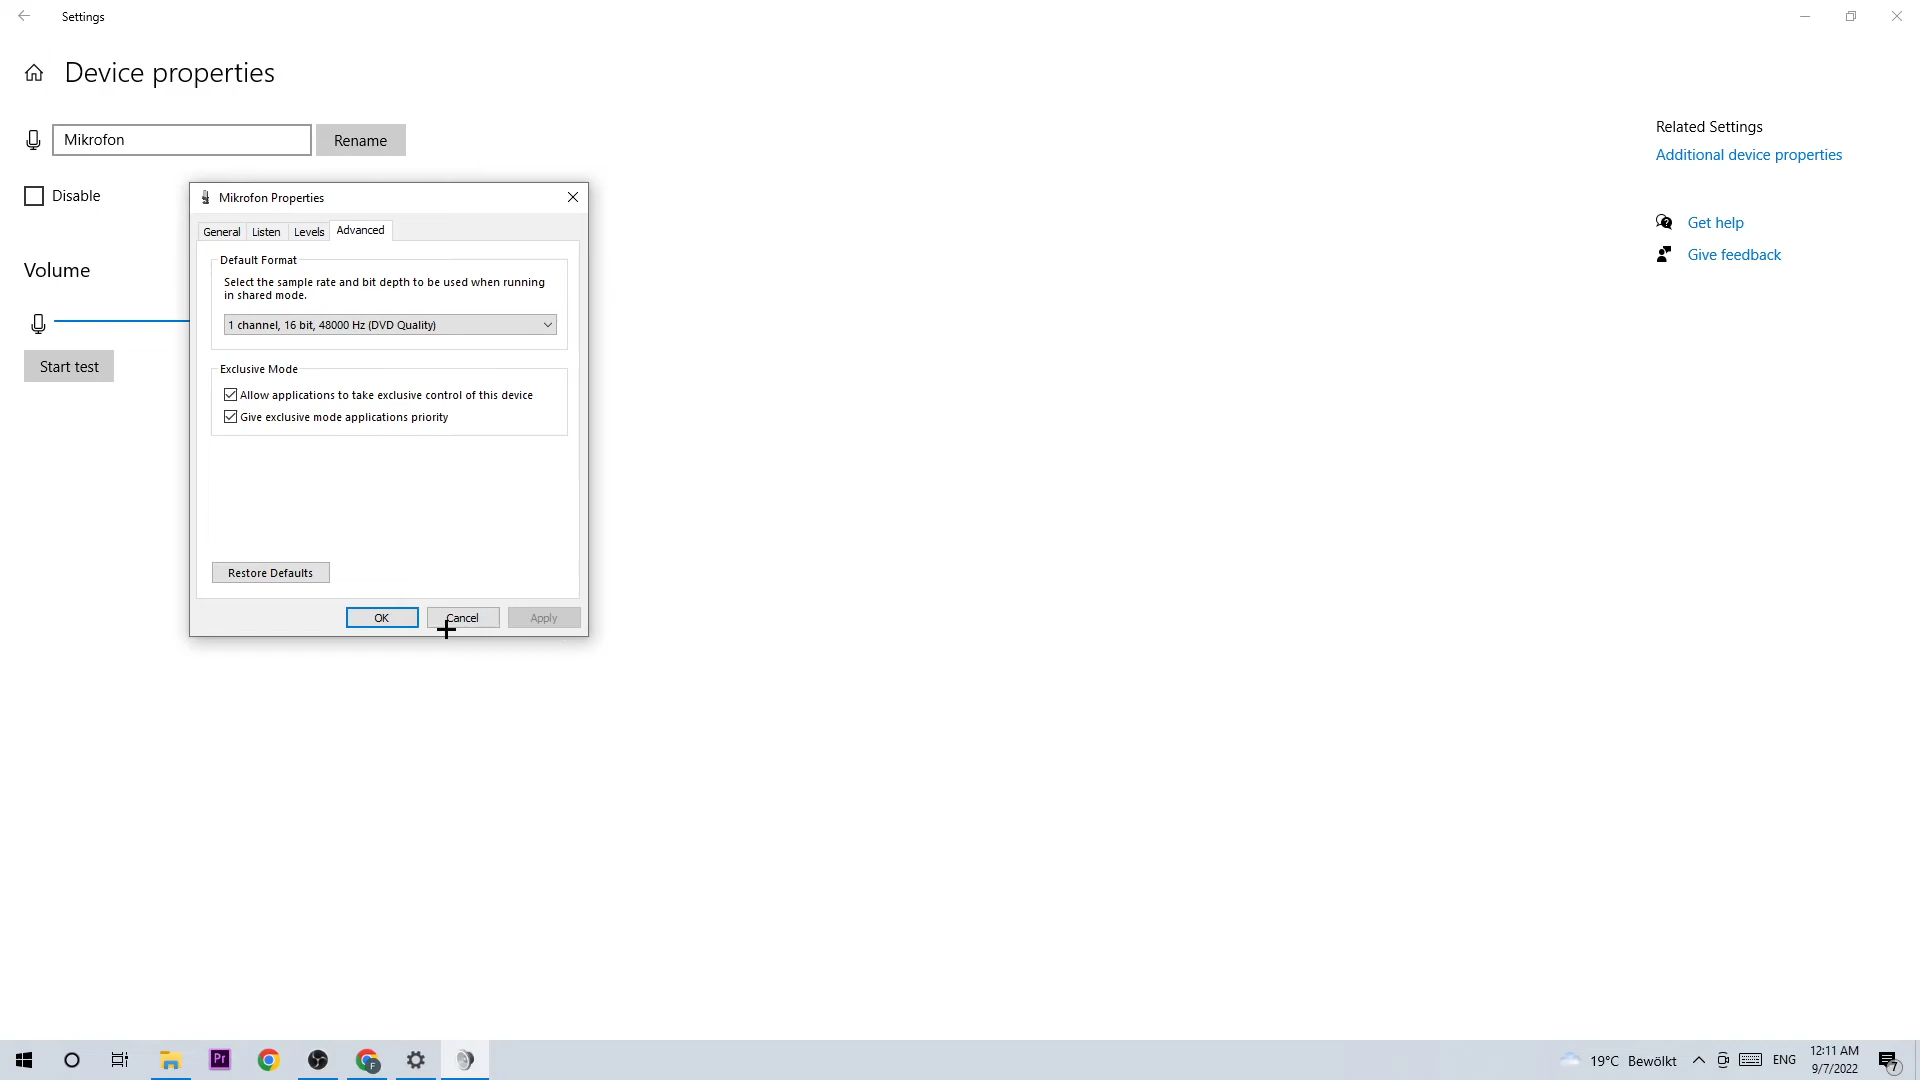 Settings
Device properties
Mikrofon
Rename
Disable
Volume
Start test
Related Settings
Additional device properties
Get help
Give feedback
Mikrofon Properties
General Listen Levels Advanced
Default Format
Select the sample rate and bit depth to be used when running
in shared mode.
1 channel, 16 bit, 48000 Hz (DVD Quality)
Exclusive Mode
Allow applications to take exclusive control of this device
Give exclusive mode applications priority
Restore Defaults
OK Cancel Apply
Pr
F
19°C Bewölkt
ENG
12:11 AM
9/7/2022
7